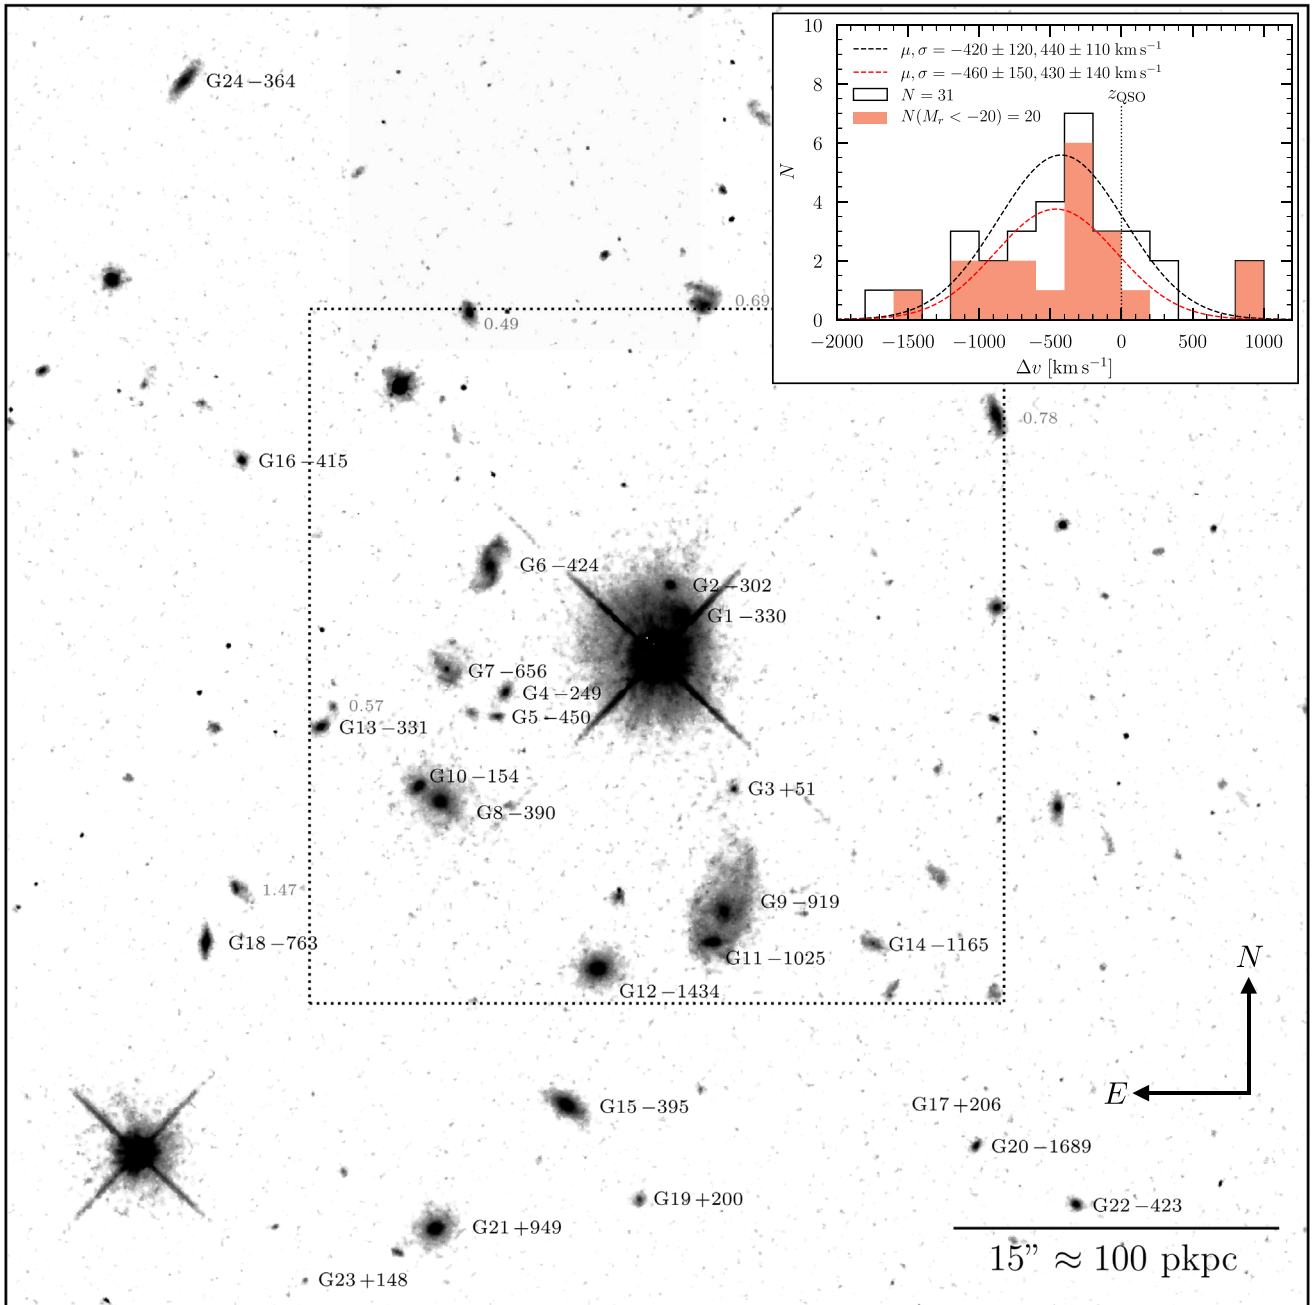 G24 −364
10
8
6
4
2
0
N
μ, σ = −420 ± 120, 440 ± 110 km s⁻¹
μ, σ = −460 ± 150, 430 ± 140 km s⁻¹
N = 31
N(M_r < −20) = 20
z_QSO
−2000 −1500 −1000 −500 0 500 1000
Δv [km s⁻¹]
0.69
0.49
0.78
G16 −415
G6 −424
G2 −302
G1 −330
G7 −656
G4 −249
0.57
G5 −450
G13 −331
G10 −154
G3 +51
G8 −390
1.47
G9 −919
G18 −763
G14 −1165
G11 −1025
G12 −1434
N
E
G15 −395
G17 +206
G20 −1689
G19 +200
G22 −423
G21 +949
15” ≈ 100 pkpc
G23 +148